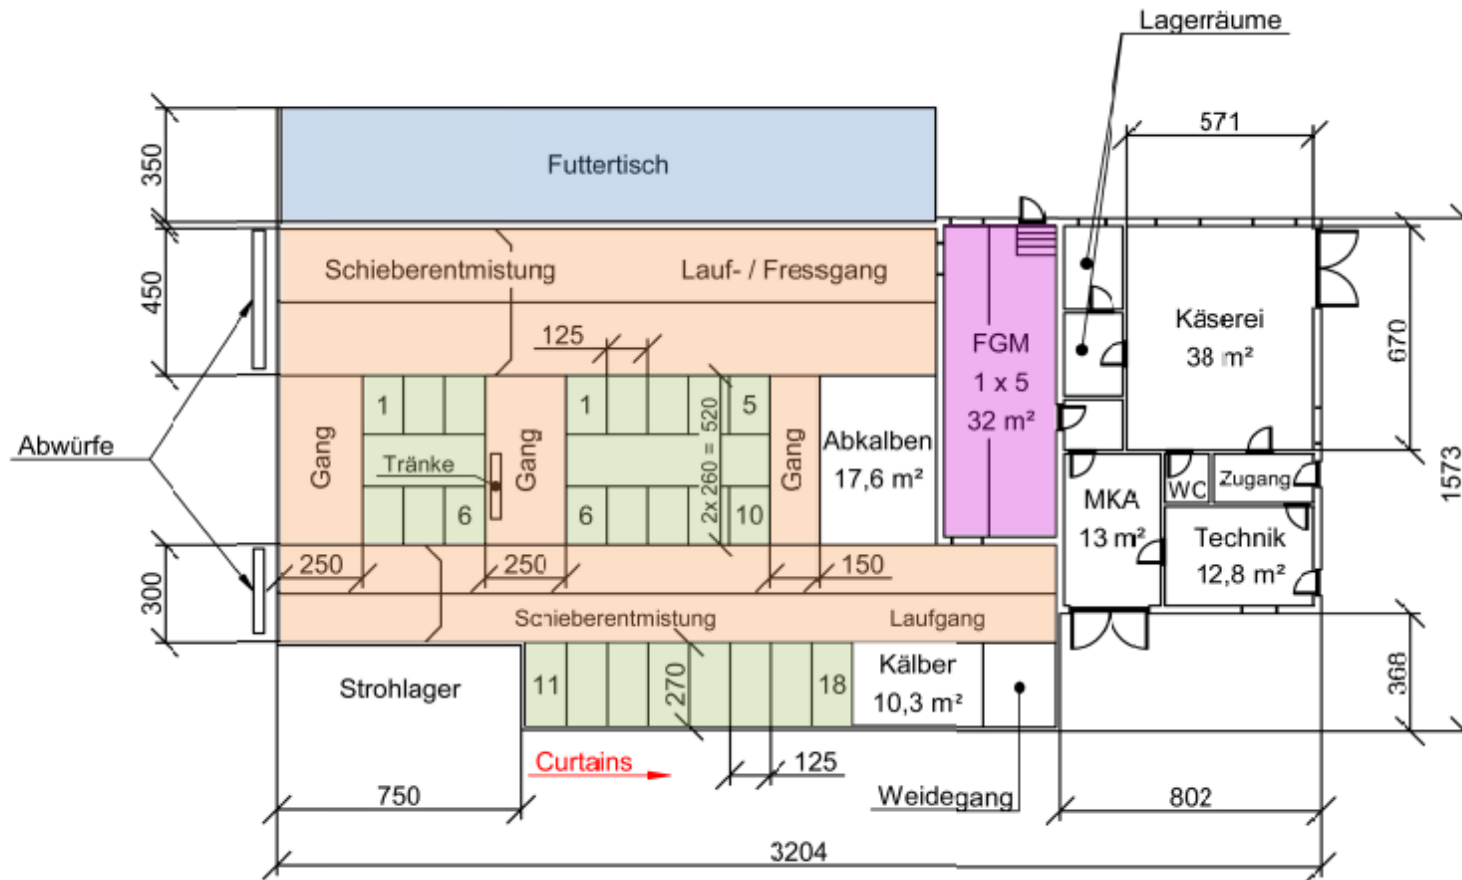 Lagerräume
571
350
Futtertisch
450
Schieberentmistung
Lauf- / Fressgang
125
FGM
1 x 5
32 m²
Käserei
38 m²
670
1573
Abwürfe
Gang
1
6
Tränke
Gang
1
5
6
10
2x 260 = 520
Gang
Abkalben
17,6 m²
MKA
13 m²
WC
Zugang
Technik
12,8 m²
300
250
250
150
Schieberentmistung
Laufgang
Strohlager
11
270
18
Kälber
10,3 m²
368
Curtains
125
Weidegang
750
802
3204